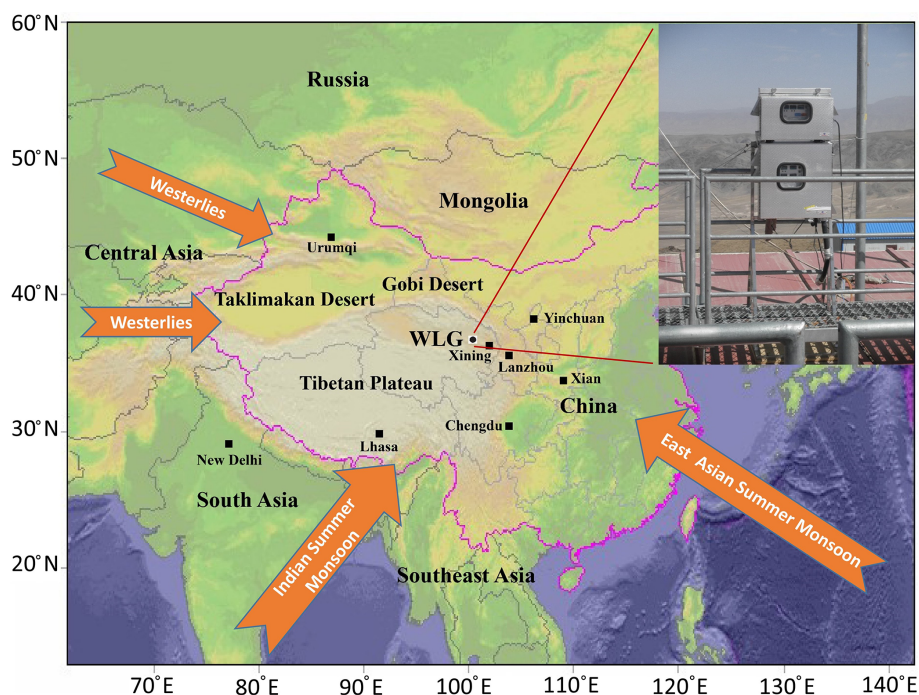 60°N
Russia
50°N
Westerlies
Mongolia
Urumqi
Central Asia
Gobi Desert
40°N
Taklimakan Desert
Westerlies
Yinchuan
WLG
Xining
Lanzhou
Tibetan Plateau
Xian
China
30°N
Chengdu
Lhasa
New Delhi
East Asian Summer Monsoon
South Asia
Indian Summer
Monsoon
20°N
Southeast Asia
70°E
80°E
90°E
100°E
110°E
120°E
130°E
140°E